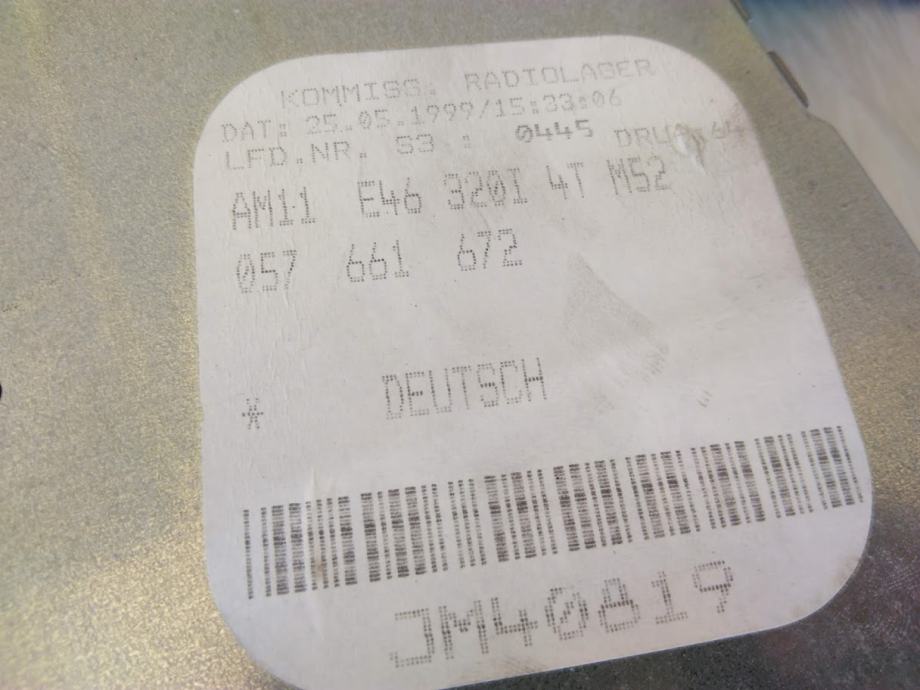 KOMMISS. RADIOLAGER
DAT: 25.05.1999/15:33:06
LFD.NR. S3 : 0445
AM11 E46 320I 4T M52
057 661 672
* DEUTSCH
JM40819